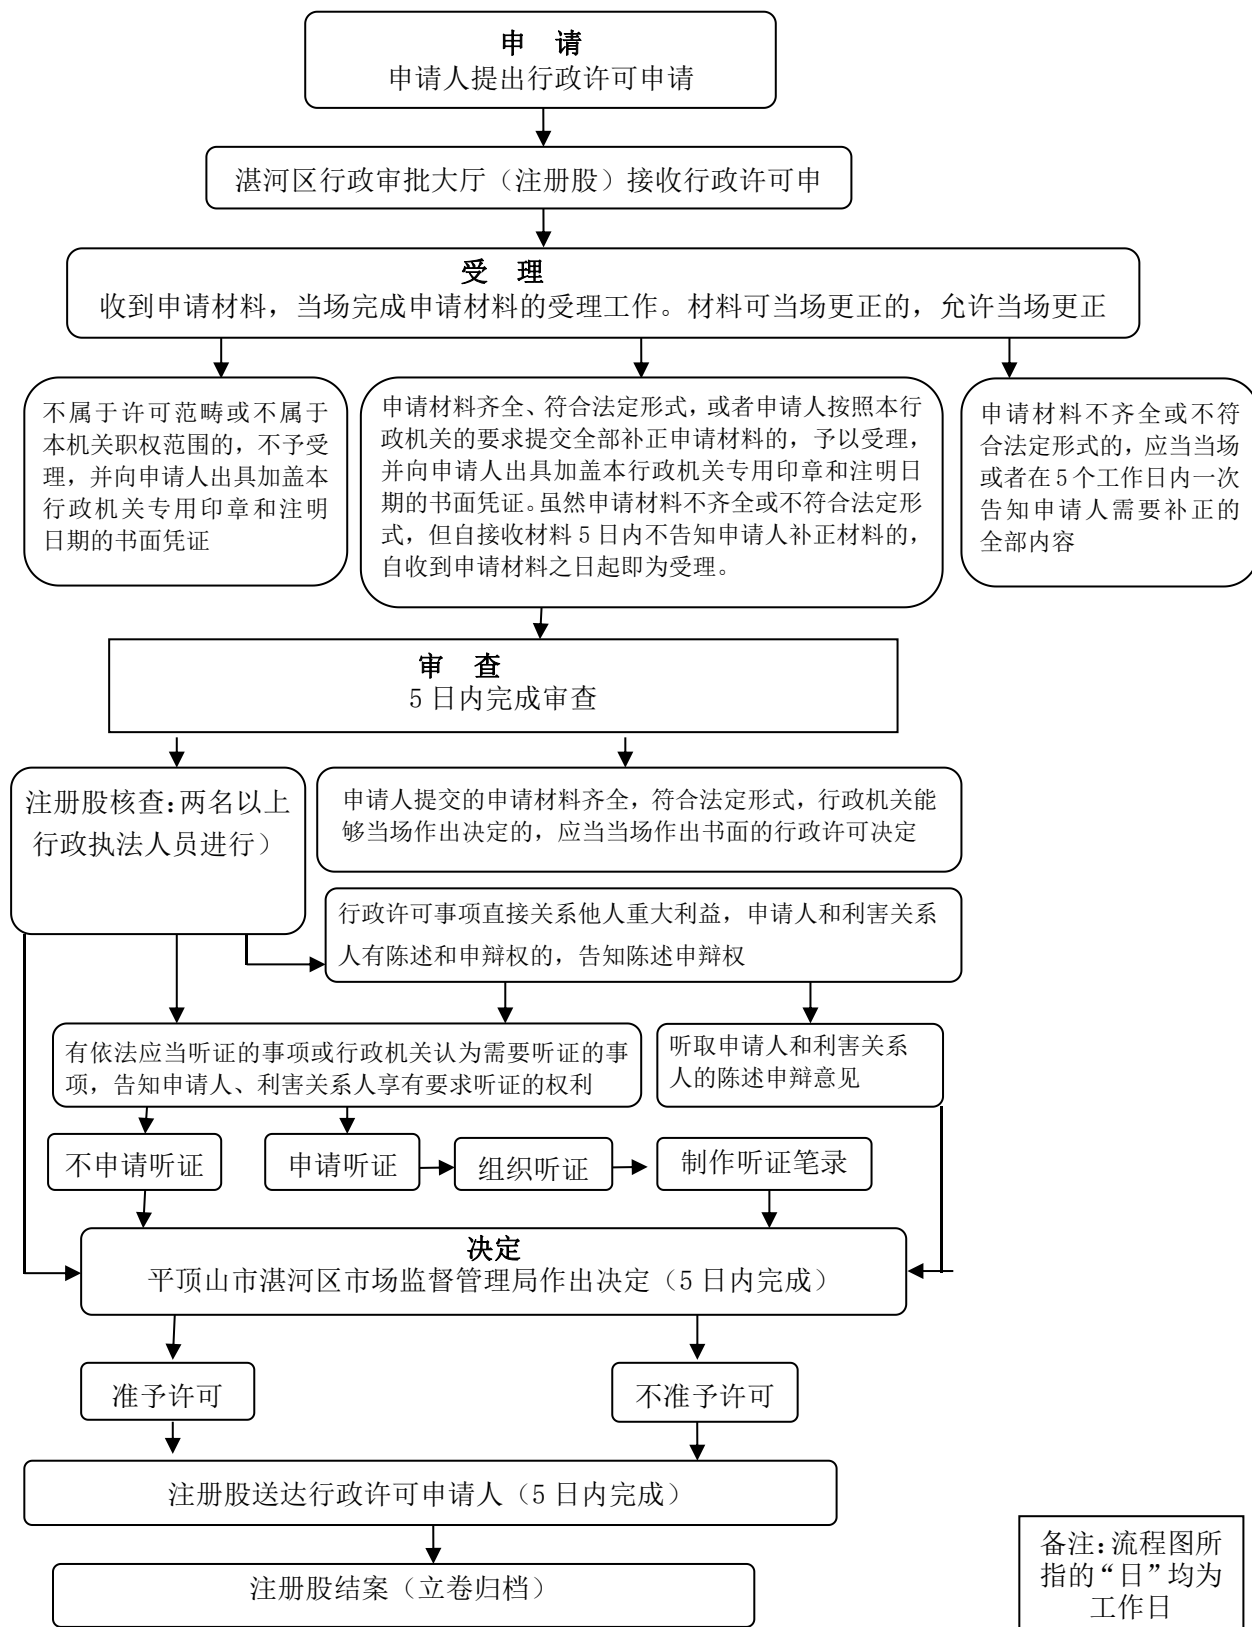 申 请
申请人提出行政许可申请
湛河区行政审批大厅（注册股）接收行政许可申
受 理
收到申请材料，当场完成申请材料的受理工作。材料可当场更正的，允许当场更正
不属于许可范畴或不属于
本机关职权范围的，不予受
理，并向申请人出具加盖本
行政机关专用印章和注明
日期的书面凭证
申请材料齐全、符合法定形式，或者申请人按照本行
政机关的要求提交全部补正申请材料的，予以受理，
并向申请人出具加盖本行政机关专用印章和注明日
期的书面凭证。虽然申请材料不齐全或不符合法定形
式，但自接收材料 5 日内不告知申请人补正材料的，
自收到申请材料之日起即为受理。
申请材料不齐全或不符
合法定形式的，应当当场
或者在 5 个工作日内一次
告知申请人需要补正的
全部内容
审 查
5 日内完成审查
注册股核查：两名以上
行政执法人员进行）
申请人提交的申请材料齐全，符合法定形式，行政机关能
够当场作出决定的，应当当场作出书面的行政许可决定
行政许可事项直接关系他人重大利益，申请人和利害关系
人有陈述和申辩权的，告知陈述申辩权
有依法应当听证的事项或行政机关认为需要听证的事
项，告知申请人、利害关系人享有要求听证的权利
听取申请人和利害关系
人的陈述申辩意见
不申请听证
申请听证
组织听证
制作听证笔录
决定
平顶山市湛河区市场监督管理局作出决定（5 日内完成）
准予许可
不准予许可
注册股送达行政许可申请人（5 日内完成）
注册股结案（立卷归档）
备注：流程图所
指的“日”均为
工作日